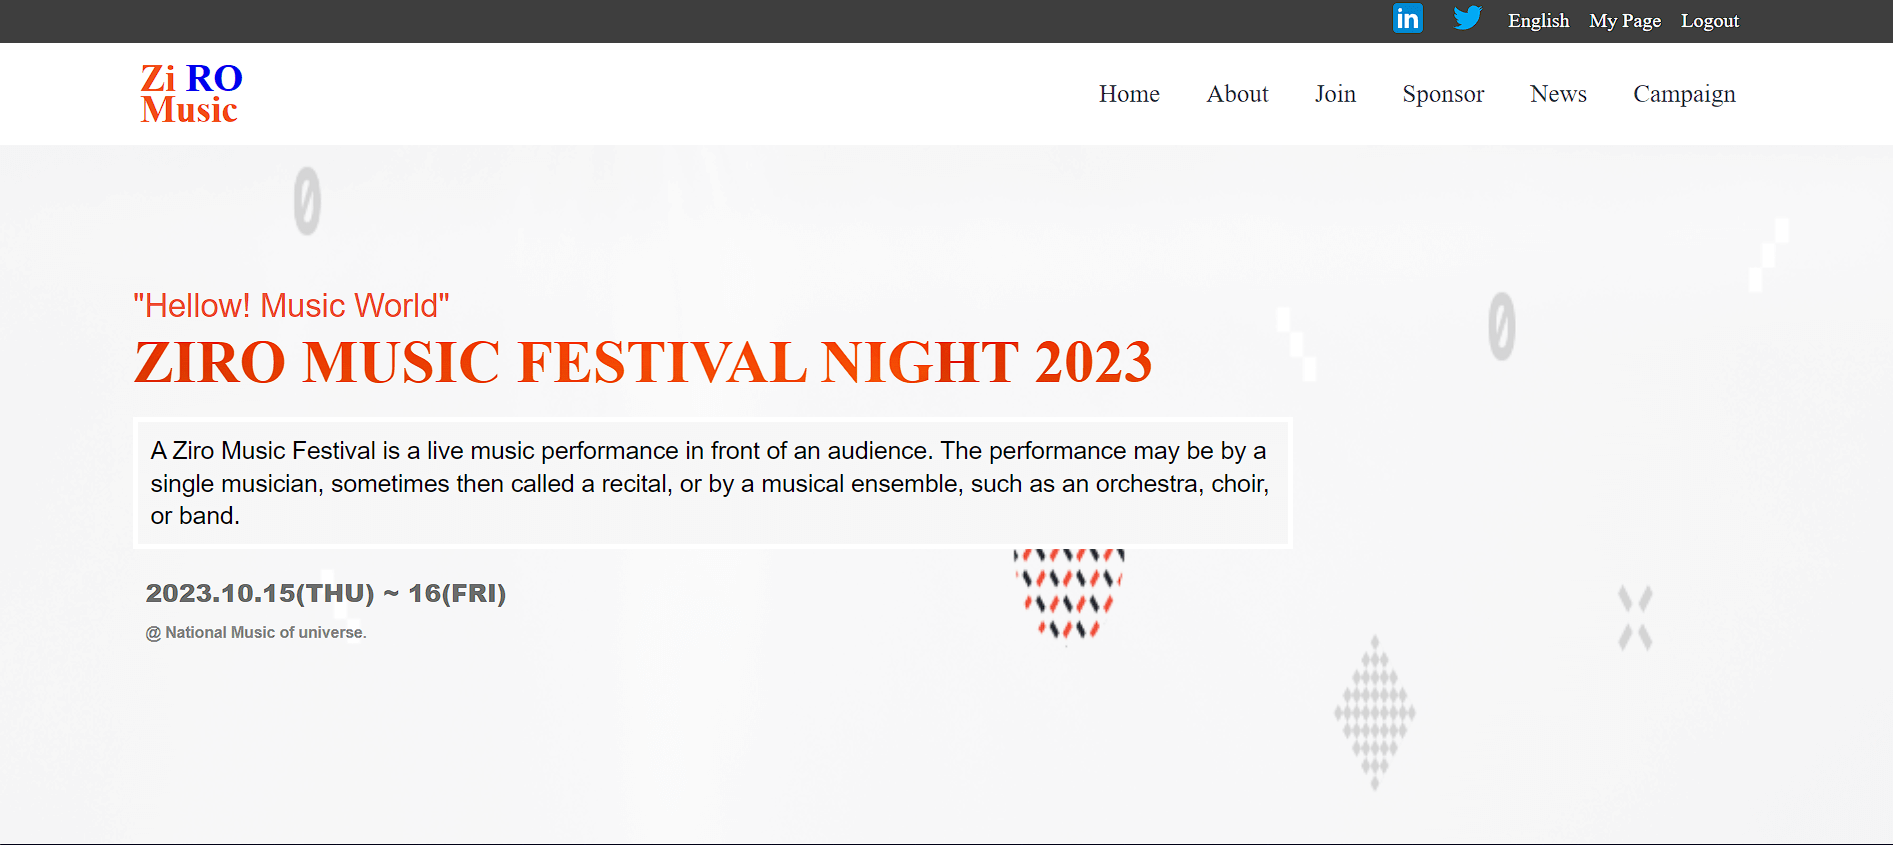 in
English My Page Logout
Zi RO
Music
Home About Join Sponsor News Campaign
0
"Hellow! Music World"
0
ZIRO MUSIC FESTIVAL NIGHT 2023
A Ziro Music Festival is a live music performance in front of an audience. The performance may be by a
single musician, sometimes then called a recital, or by a musical ensemble, such as an orchestra, choir,
or band.
2023.10.15(THU) ~ 16(FRI)
@ National Music of universe.